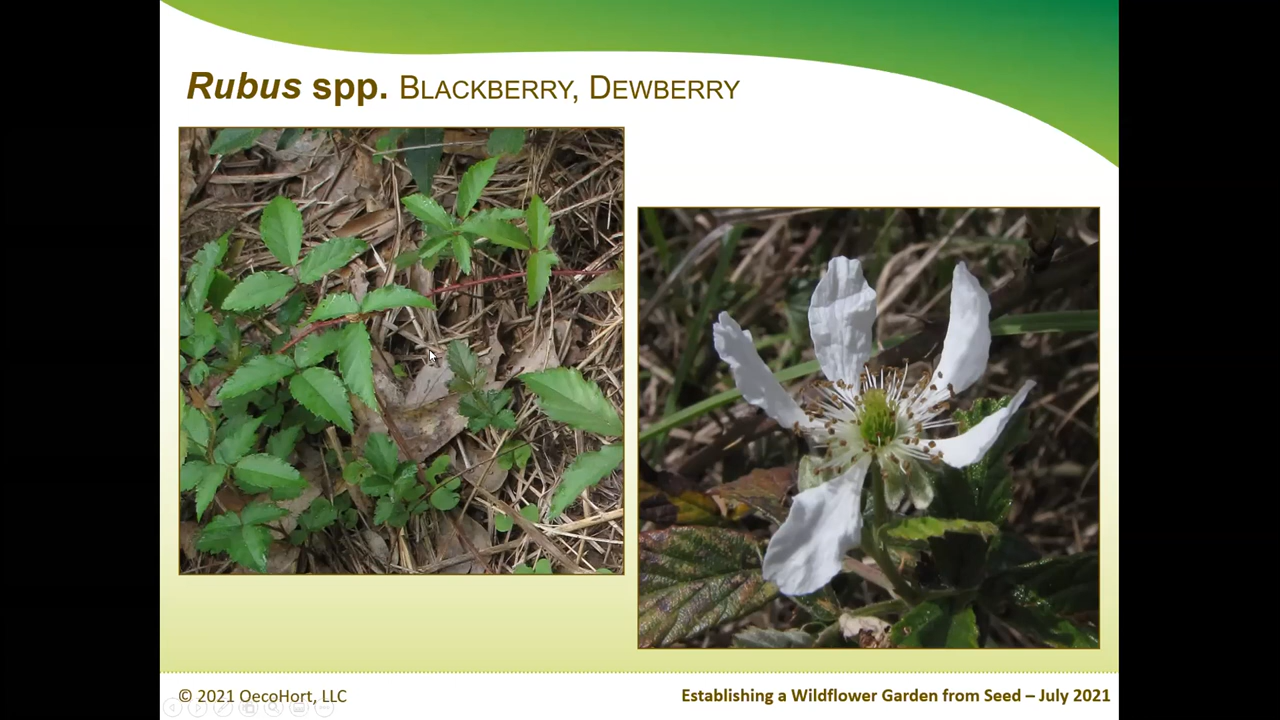 Rubus spp. BLACKBERRY, DEWBERRY
© 2021 OecoHort, LLC
Establishing a Wildflower Garden from Seed – July 2021